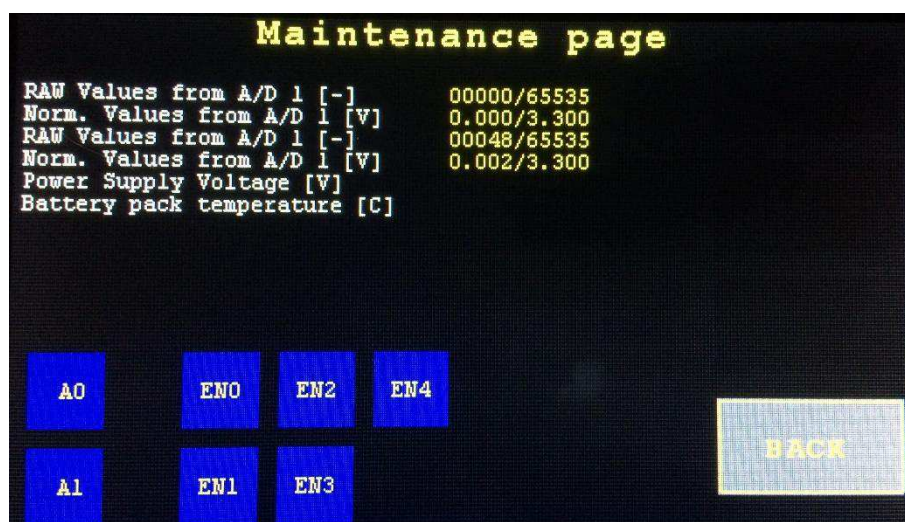 Maintenance page
RAW Values from A/D 1 [-] 00000/65535
Norm. Values from A/D 1 [V] 0.000/3.300
RAW Values from A/D 1 [-] 00048/65535
Norm. Values from A/D 1 [V] 0.002/3.300
Power Supply Voltage [V]
Battery pack temperature [C]
A0 EN0 EN2 EN4
BACK
A1 EN1 EN3